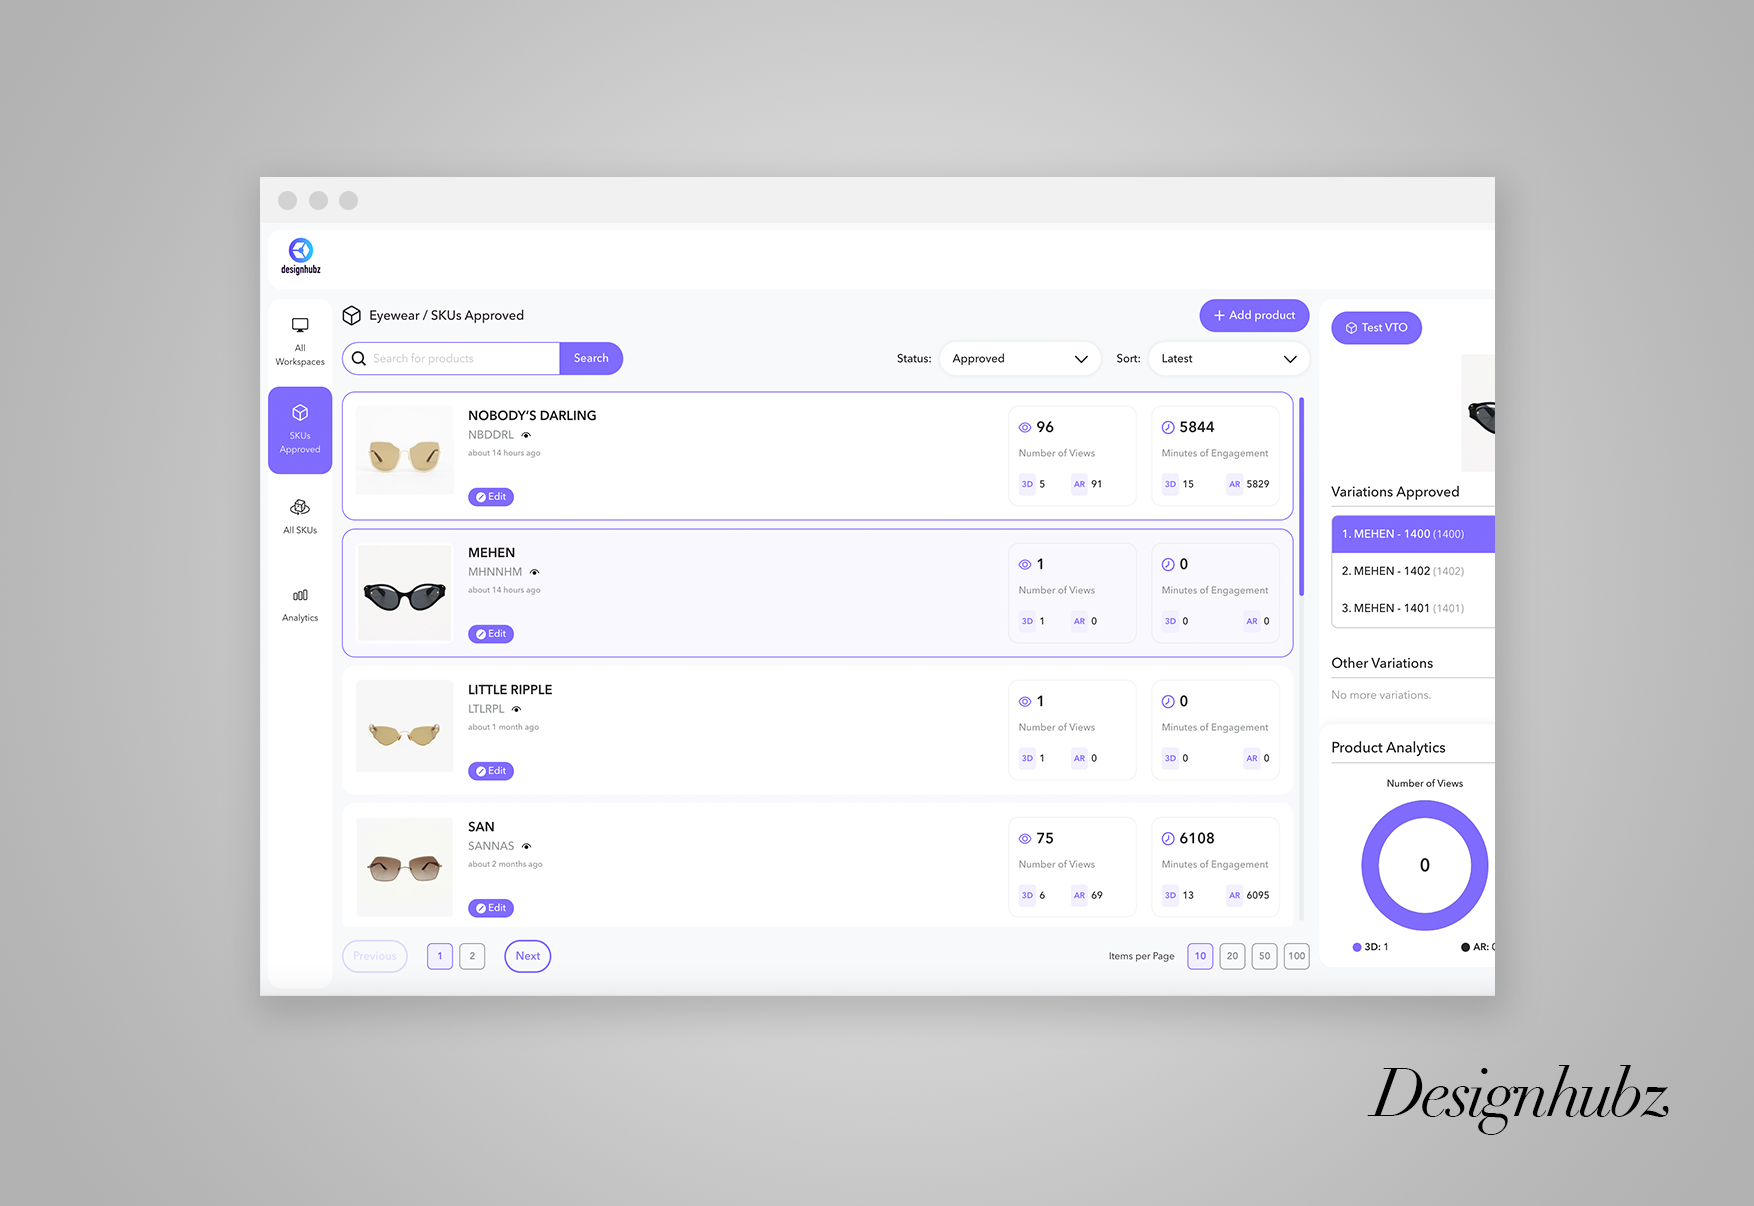 designhubz
All
Workspaces
SKUs
Approved
All SKUs
Analytics
Eyewear / SKUs Approved
+ Add product
Search for products
Search
Status:
Approved
Sort:
Latest
NOBODY'S DARLING
NBDDRL
about 14 hours ago
Edit
96
Number of Views
3D 5 AR 91
5844
Minutes of Engagement
3D 15 AR 5829
MEHEN
MHNNHM
about 14 hours ago
Edit
1
Number of Views
3D 1 AR 0
0
Minutes of Engagement
3D 0 AR 0
LITTLE RIPPLE
LTLRPL
about 1 month ago
Edit
1
Number of Views
3D 1 AR 0
0
Minutes of Engagement
3D 0 AR 0
SAN
SANNAS
about 2 months ago
Edit
75
Number of Views
3D 6 AR 69
6108
Minutes of Engagement
3D 13 AR 6095
Previous
1
2
Next
Items per Page
10
20
50
100
Test VTO
Variations Approved
1. MEHEN - 1400 (1400)
2. MEHEN - 1402 (1402)
3. MEHEN - 1401 (1401)
Other Variations
No more variations.
Product Analytics
Number of Views
0
3D: 1
AR:
Designhubz